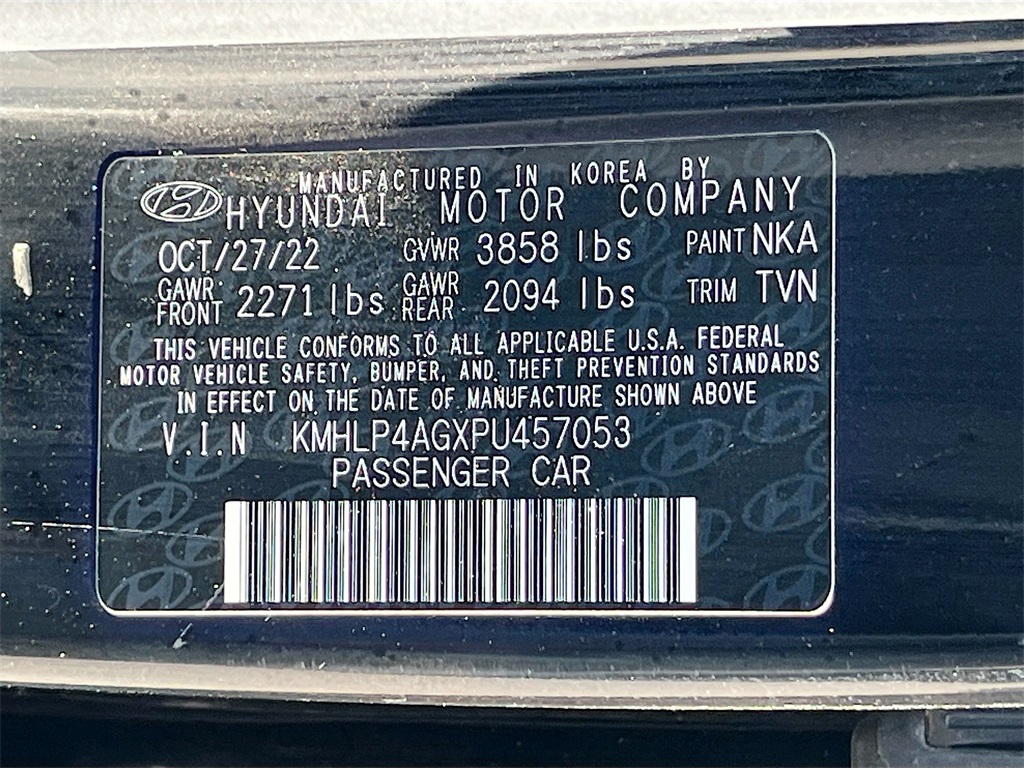 MANUFACTURED IN KOREA BY
HYUNDAI MOTOR COMPANY
OCT/27/22 GVWR 3858 lbs PAINT NKA
GAWR FRONT 2271 lbs GAWR REAR 2094 lbs TRIM TVN
THIS VEHICLE CONFORMS TO ALL APPLICABLE U.S.A. FEDERAL
MOTOR VEHICLE SAFETY, BUMPER, AND THEFT PREVENTION STANDARDS
IN EFFECT ON THE DATE OF MANUFACTURE SHOWN ABOVE
V.I.N KMHLP4AGXPU457053
PASSENGER CAR